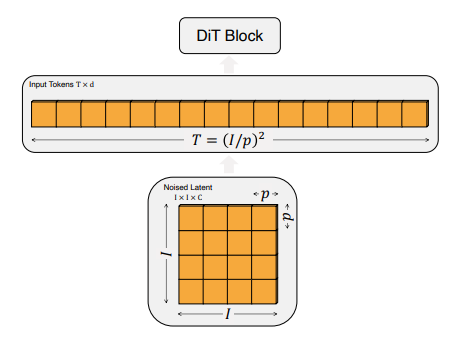 DiT Block
Input Tokens T × d
T = (I/p)²
Noised Latent
I × I × C
p
p
I
I